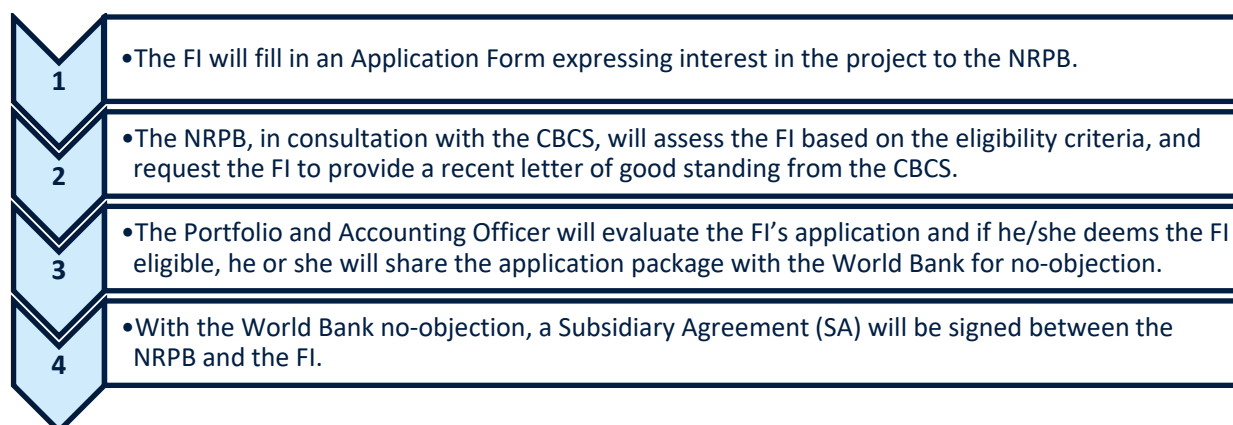 1
•The FI will fill in an Application Form expressing interest in the project to the NRPB.
2
•The NRPB, in consultation with the CBCS, will assess the FI based on the eligibility criteria, and
request the FI to provide a recent letter of good standing from the CBCS.
3
•The Portfolio and Accounting Officer will evaluate the FI’s application and if he/she deems the FI
eligible, he or she will share the application package with the World Bank for no-objection.
4
•With the World Bank no-objection, a Subsidiary Agreement (SA) will be signed between the
NRPB and the FI.